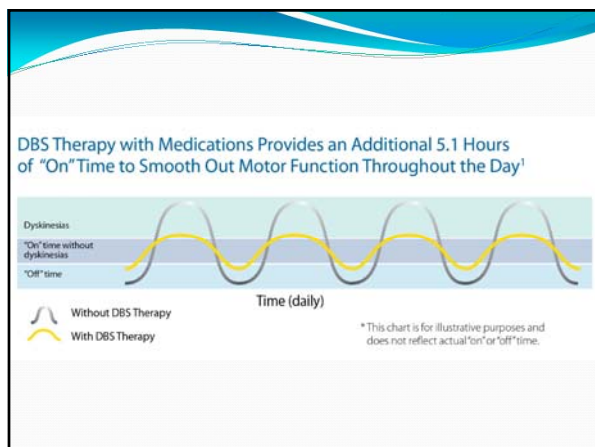 DBS Therapy with Medications Provides an Additional 5.1 Hours
of “On” Time to Smooth Out Motor Function Throughout the Day¹
Dyskinesias
"On" time without
dyskinesias
"Off" time
Time (daily)
Without DBS Therapy
With DBS Therapy
* This chart is for illustrative purposes and
does not reflect actual "on" or "off" time.